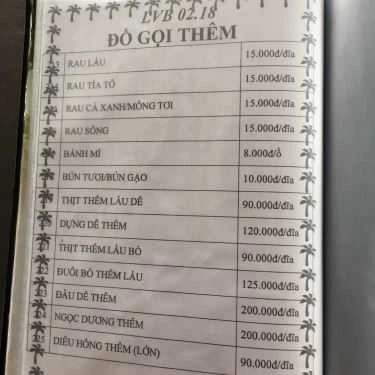 LVB 02.18
ĐỒ GỌI THÊM
RAU LẨU 15.000đ/đĩa
RAU TÍA TÔ 15.000đ/đĩa
RAU CẢ XANH/MỒNG TƠI 15.000đ/đĩa
RAU SỐNG 15.000đ/đĩa
BÁNH MÌ 8.000đ/ổ
BÚN TƯƠI/BÚN GẠO 10.000đ/đĩa
THỊT THÊM LẨU DÊ 90.000đ/đĩa
DỰNG DÊ THÊM 120.000đ/đĩa
THỊT THÊM LẨU BÒ 90.000đ/đĩa
ĐUÔI BÒ THÊM LẨU 125.000đ/đĩa
ĐẦU DÊ THÊM 200.000đ/đĩa
NGỌC DƯƠNG THÊM 200.000đ/đĩa
DIÊU HỒNG THÊM (LỚN) 90.000đ/đĩa